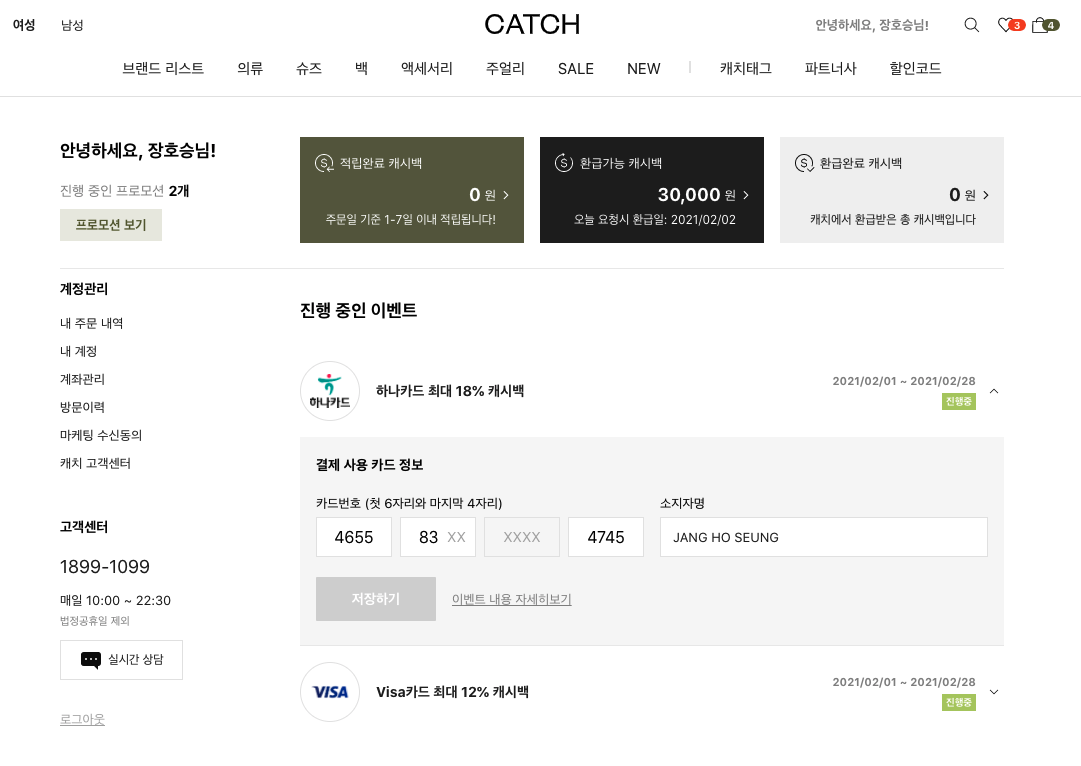 여성 남성 CATCH 안녕하세요, 장호승님! 3 4
브랜드 리스트 의류 슈즈 백 액세서리 주얼리 SALE NEW | 캐치태그 파트너사 할인코드
안녕하세요, 장호승님!
진행 중인 프로모션 2개
프로모션 보기
적립완료 캐시백
0 원
주문일 기준 1-7일 이내 적립됩니다!
환급가능 캐시백
30,000 원
오늘 요청시 환급일: 2021/02/02
환급완료 캐시백
0 원
캐치에서 환급받은 총 캐시백입니다
계정관리
내 주문 내역
내 계정
계좌관리
방문이력
마케팅 수신동의
캐치 고객센터
고객센터
1899-1099
매일 10:00 ~ 22:30
법정공휴일 제외
실시간 상담
로그아웃
진행 중인 이벤트
하나카드
하나카드 최대 18% 캐시백
2021/02/01 ~ 2021/02/28
진행중
결제 사용 카드 정보
카드번호 (첫 6자리와 마지막 4자리) 소지자명
4655 83 XX XXXX 4745 JANG HO SEUNG
저장하기 이벤트 내용 자세히보기
VISA
Visa카드 최대 12% 캐시백
2021/02/01 ~ 2021/02/28
진행중